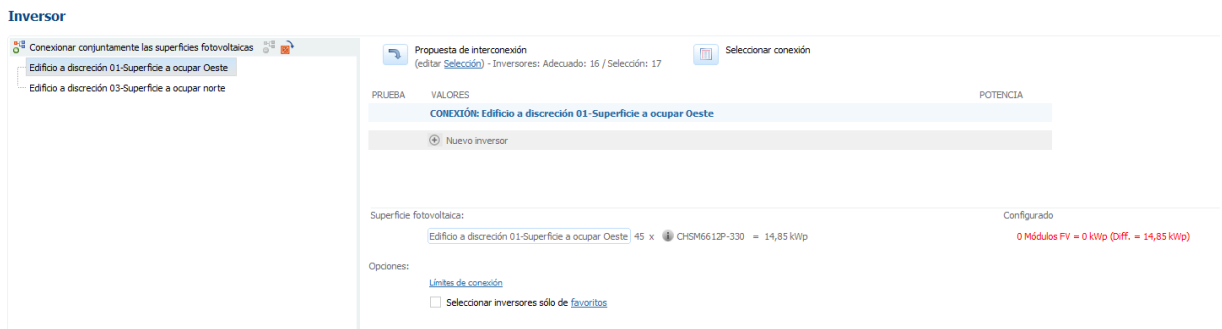 Inversor
Conexionar conjuntamente las superficies fotovoltaicas
Edificio a discreción 01-Superficie a ocupar Oeste
Edificio a discreción 03-Superficie a ocupar norte
Propuesta de interconexión
(editar Selección) - Inversores: Adecuado: 16 / Selección: 17
Seleccionar conexión
PRUEBA VALORES POTENCIA
CONEXIÓN: Edificio a discreción 01-Superficie a ocupar Oeste
Nuevo inversor
Superficie fotovoltaica: Configurado
Edificio a discreción 01-Superficie a ocupar Oeste 45 x CHSM6612P-330 = 14,85 kWp 0 Módulos FV = 0 kWp (Diff. = 14,85 kWp)
Opciones:
Límites de conexión
Seleccionar inversores sólo de favoritos